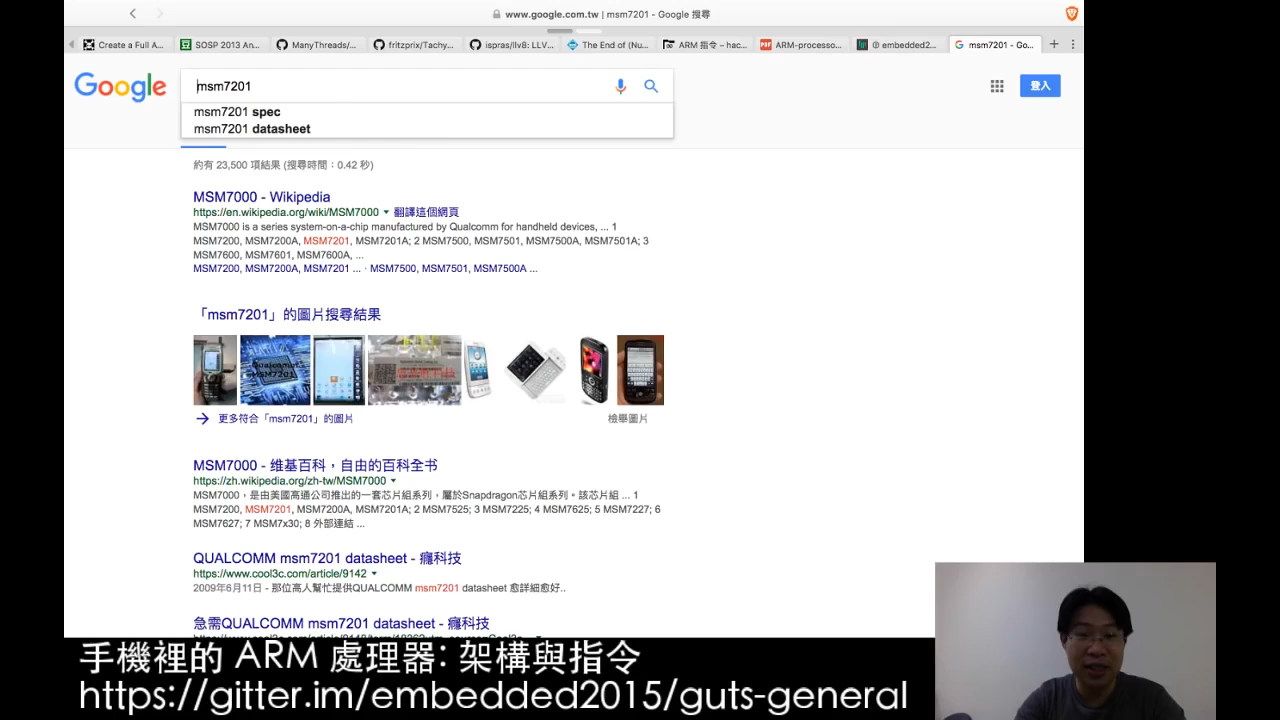 www.google.com.tw | msm7201 - Google 搜尋
Create a Full A...
SOSP 2013 An...
ManyThreads/...
fritzprix/Tachy...
ispras/llv8: LLV...
The End of (Nu...
ARM 指令 – hac...
ARM-processo...
embedded2...
msm7201 - Go...
Google
msm7201
登入
msm7201 spec
msm7201 datasheet
約有 23,500 項結果 (搜尋時間：0.42 秒)
MSM7000 - Wikipedia
https://en.wikipedia.org/wiki/MSM7000 翻譯這個網頁
MSM7000 is a series system-on-a-chip manufactured by Qualcomm for handheld devices, ... 1
MSM7200, MSM7200A, MSM7201, MSM7201A; 2 MSM7500, MSM7501, MSM7500A, MSM7501A; 3
MSM7600, MSM7601, MSM7600A, ...
MSM7200, MSM7200A, MSM7201 ... · MSM7500, MSM7501, MSM7500A ...
「msm7201」的圖片搜尋結果
Qualcomm
MSM7201
更多符合「msm7201」的圖片
檢舉圖片
MSM7000 - 维基百科，自由的百科全书
https://zh.wikipedia.org/zh-tw/MSM7000
MSM7000，是由美國高通公司推出的一套芯片組系列，屬於Snapdragon芯片組系列。該芯片組 ... 1
MSM7200, MSM7201, MSM7200A, MSM7201A; 2 MSM7525; 3 MSM7225; 4 MSM7625; 5 MSM7227; 6
MSM7627; 7 MSM7x30; 8 外部連結 ...
QUALCOMM msm7201 datasheet - 癮科技
https://www.cool3c.com/article/9142
2009年6月11日 - 那位高人幫忙提供QUALCOMM msm7201 datasheet 愈詳細愈好..
急需QUALCOMM msm7201 datasheet - 癮科技
手機裡的 ARM 處理器: 架構與指令
https://gitter.im/embedded2015/guts-general